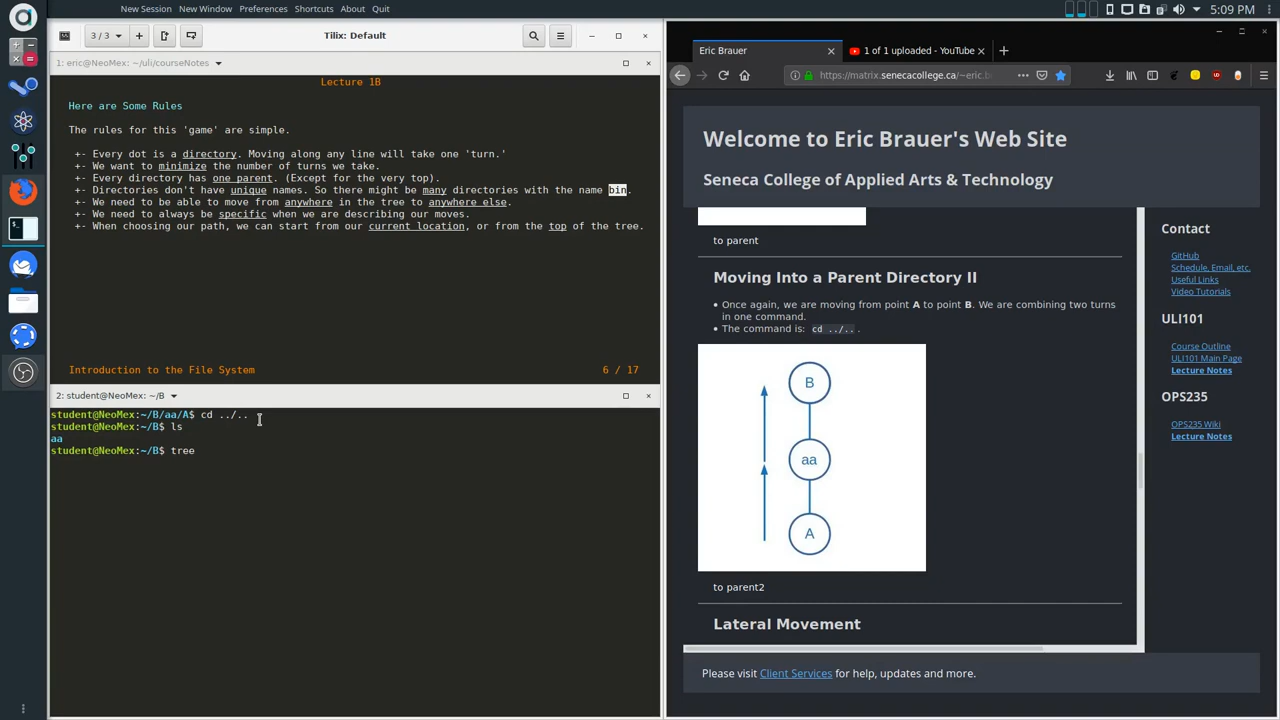 New Session New Window Preferences Shortcuts About Quit
5:09 PM
3 / 3
Tilix: Default
1: eric@NeoMex:~/uli/courseNotes
Lecture 1B
Here are Some Rules
The rules for this 'game' are simple.
+- Every dot is a directory. Moving along any line will take one 'turn.'
+- We want to minimize the number of turns we take.
+- Every directory has one parent. (Except for the very top).
+- Directories don't have unique names. So there might be many directories with the name bin.
+- We need to be able to move from anywhere in the tree to anywhere else.
+- We need to always be specific when we are describing our moves.
+- When choosing our path, we can start from our current location, or from the top of the tree.
Introduction to the File System 6 / 17
2: student@NeoMex: ~/B
student@NeoMex:~/B/aa/A$ cd ../..
student@NeoMex:~/B$ ls
aa
student@NeoMex:~/B$ tree
Eric Brauer
1 of 1 uploaded - YouTube
https://matrix.senecacollege.ca/~eric.b
Welcome to Eric Brauer's Web Site
Seneca College of Applied Arts & Technology
to parent
Moving Into a Parent Directory II
• Once again, we are moving from point A to point B. We are combining two turns
in one command.
• The command is: cd ../.. .
B
aa
A
to parent2
Lateral Movement
Contact
GitHub
Schedule, Email, etc.
Useful Links
Video Tutorials
ULI101
Course Outline
ULI101 Main Page
Lecture Notes
OPS235
OPS235 Wiki
Lecture Notes
Please visit Client Services for help, updates and more.